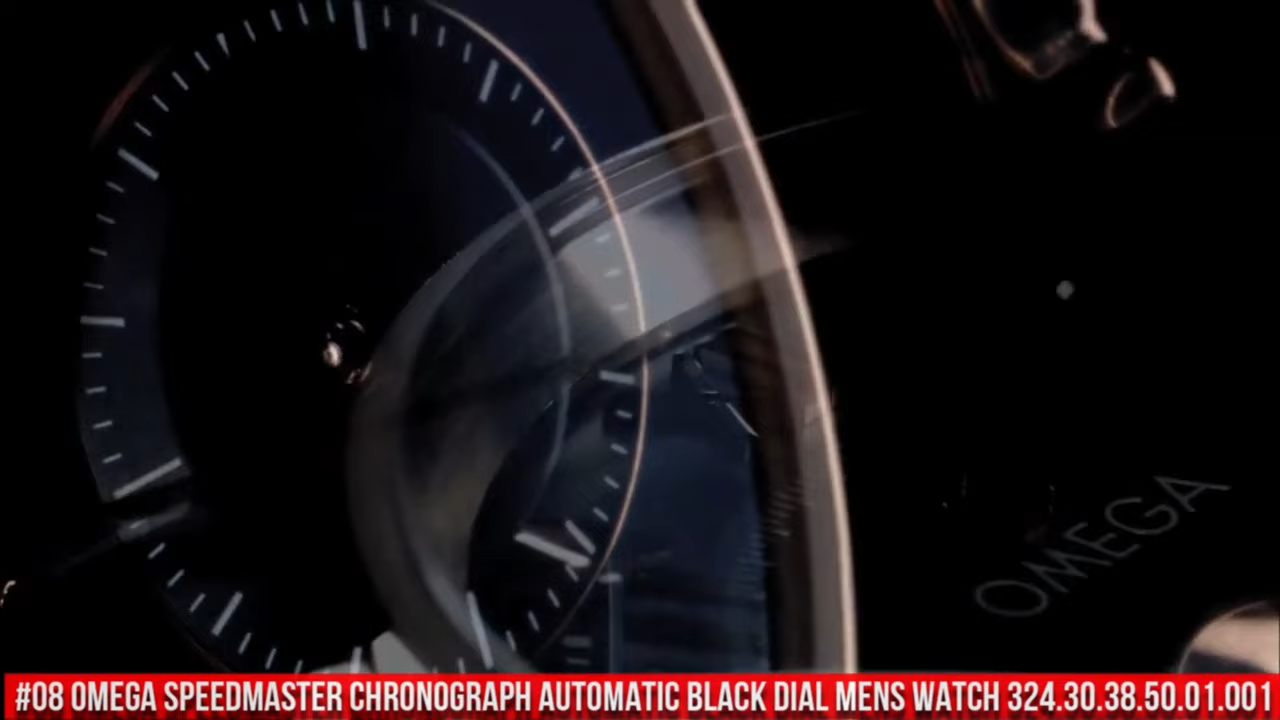 OMEGA
#08 OMEGA SPEEDMASTER CHRONOGRAPH AUTOMATIC BLACK DIAL MENS WATCH 324.30.38.50.01.001